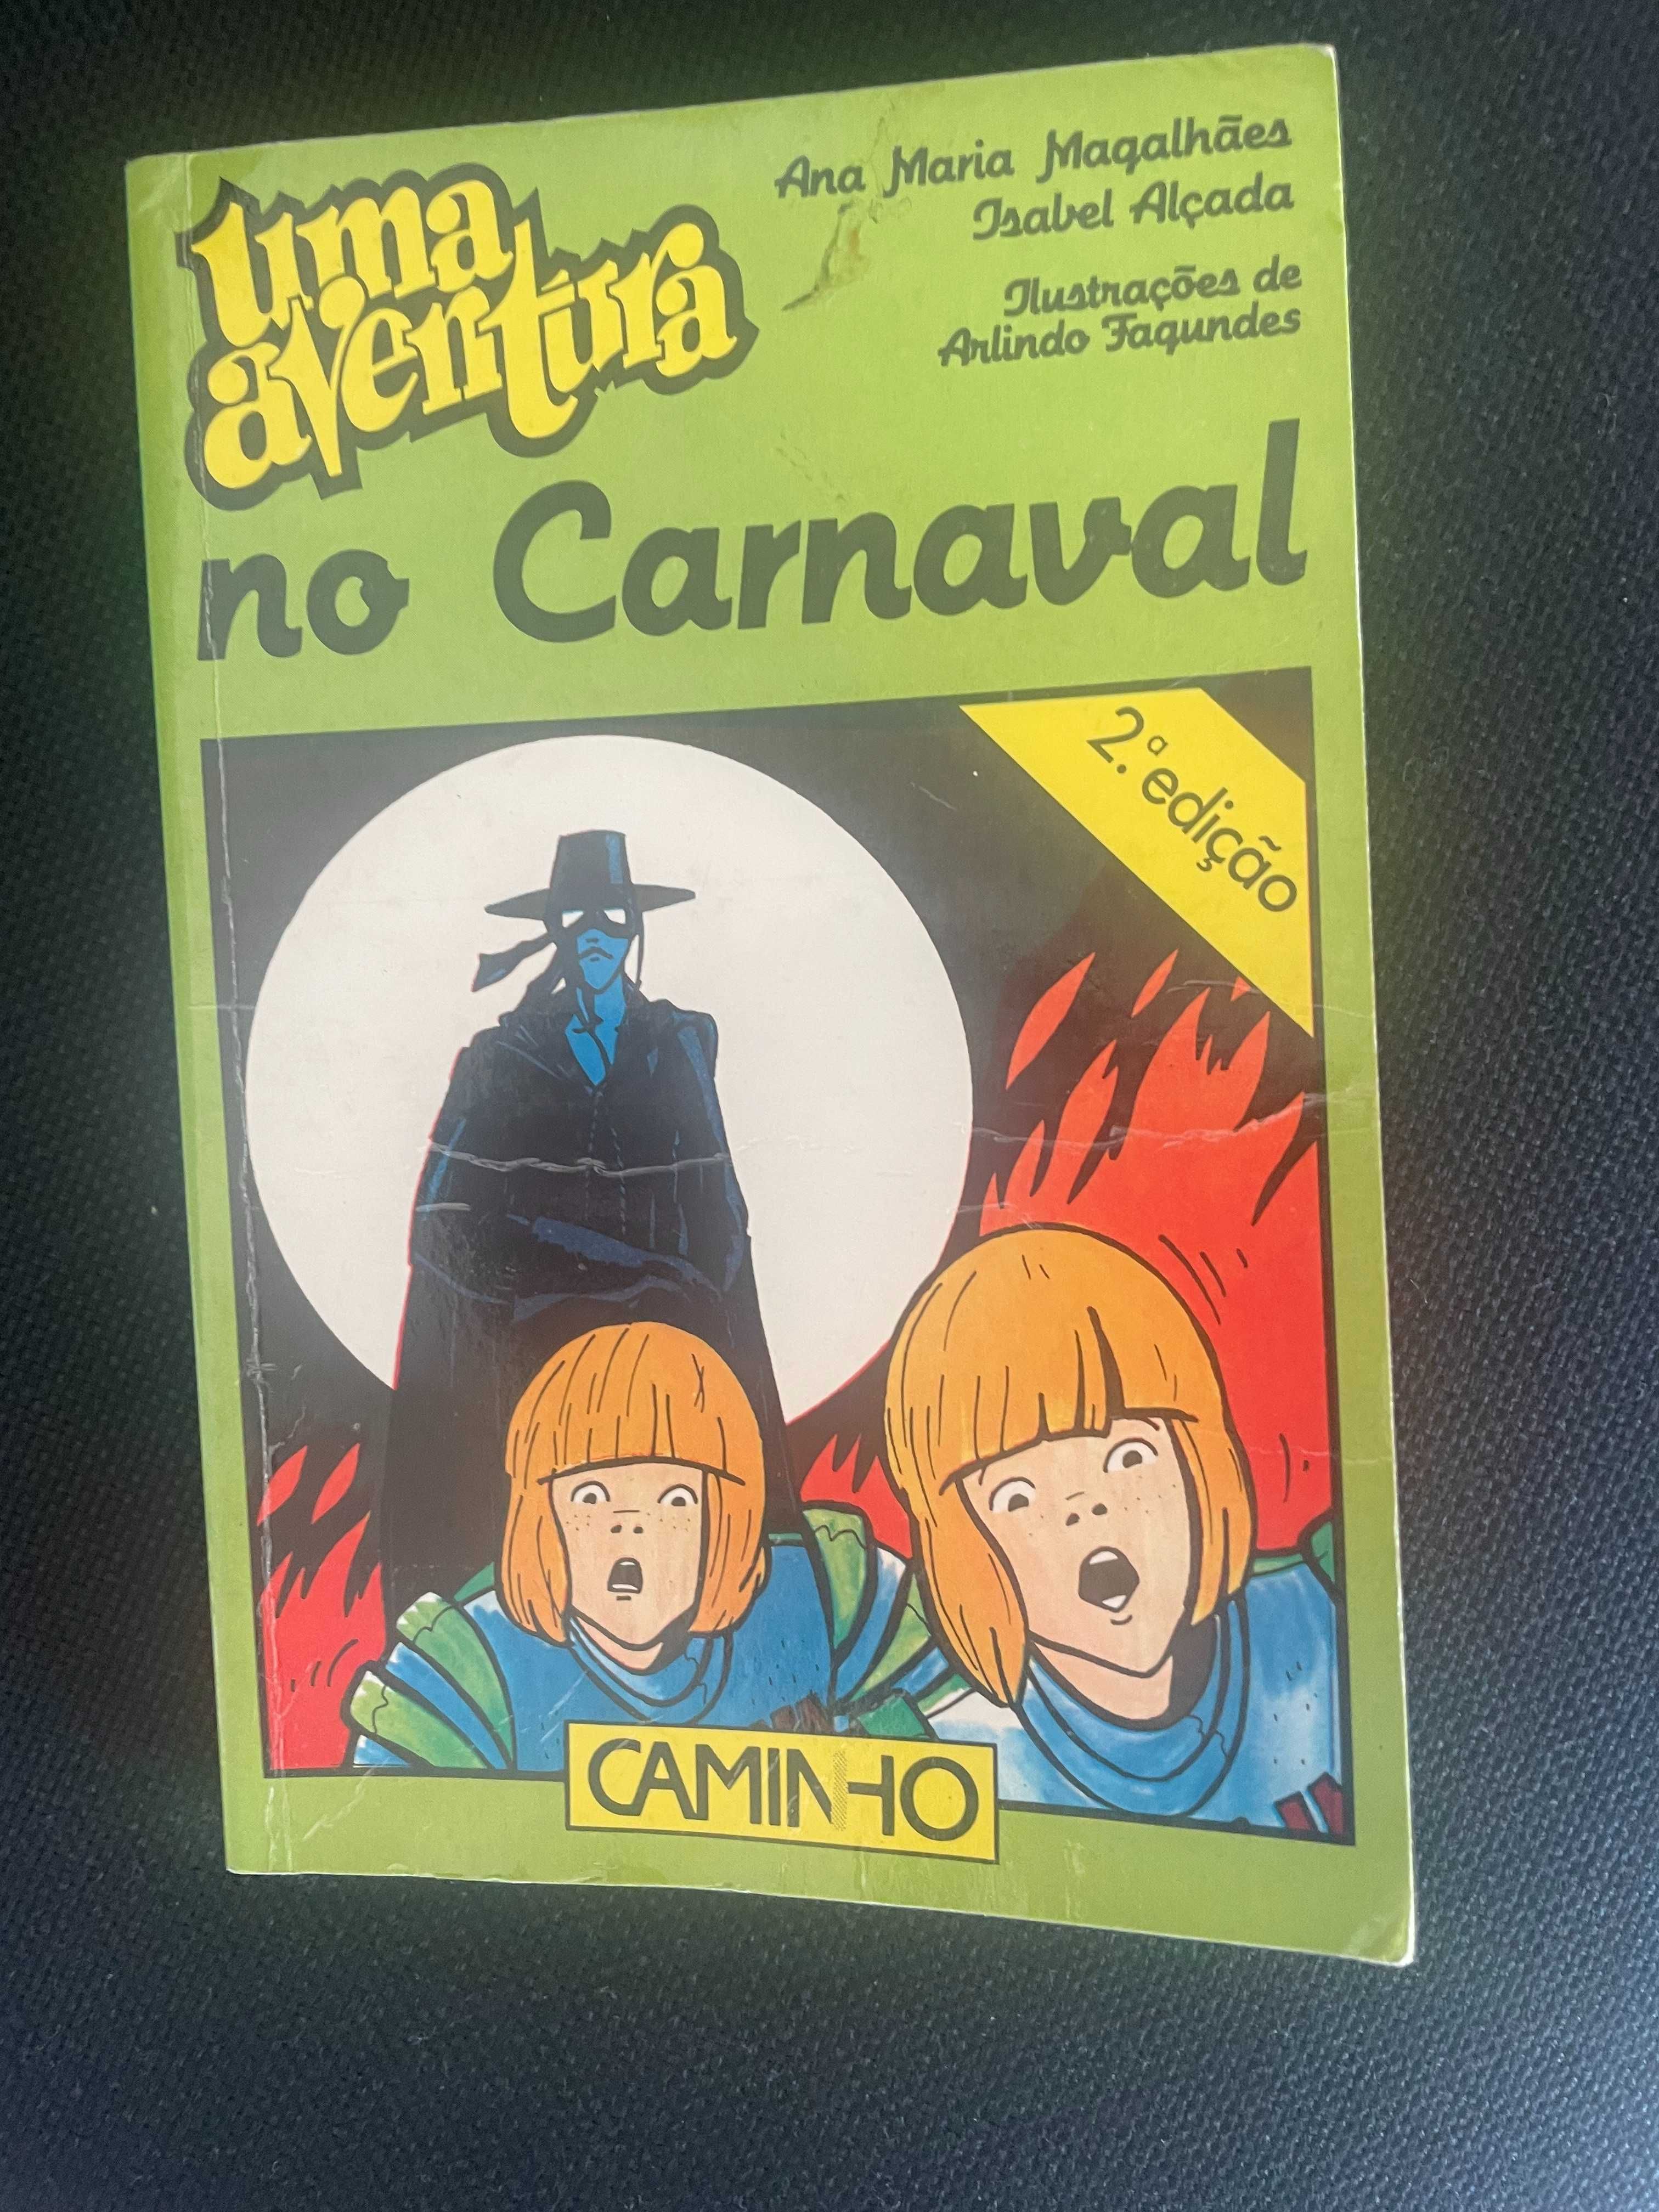 uma
aventura
Ana Maria Magalhães
Isabel Alçada
Ilustrações de
Arlindo Fagundes
no Carnaval
2.ª edição
CAMINHO